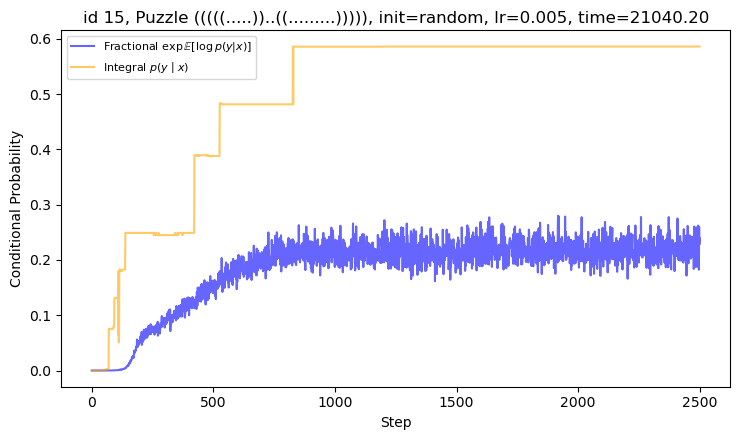 id 15, Puzzle (((((.....))..((.........))))), init=random, lr=0.005, time=21040.20
Fractional exp𝔼[log p(y|x)]
Integral p(y | x)
Conditional Probability
0.6
0.5
0.4
0.3
0.2
0.1
0.0
0 500 1000 1500 2000 2500
Step